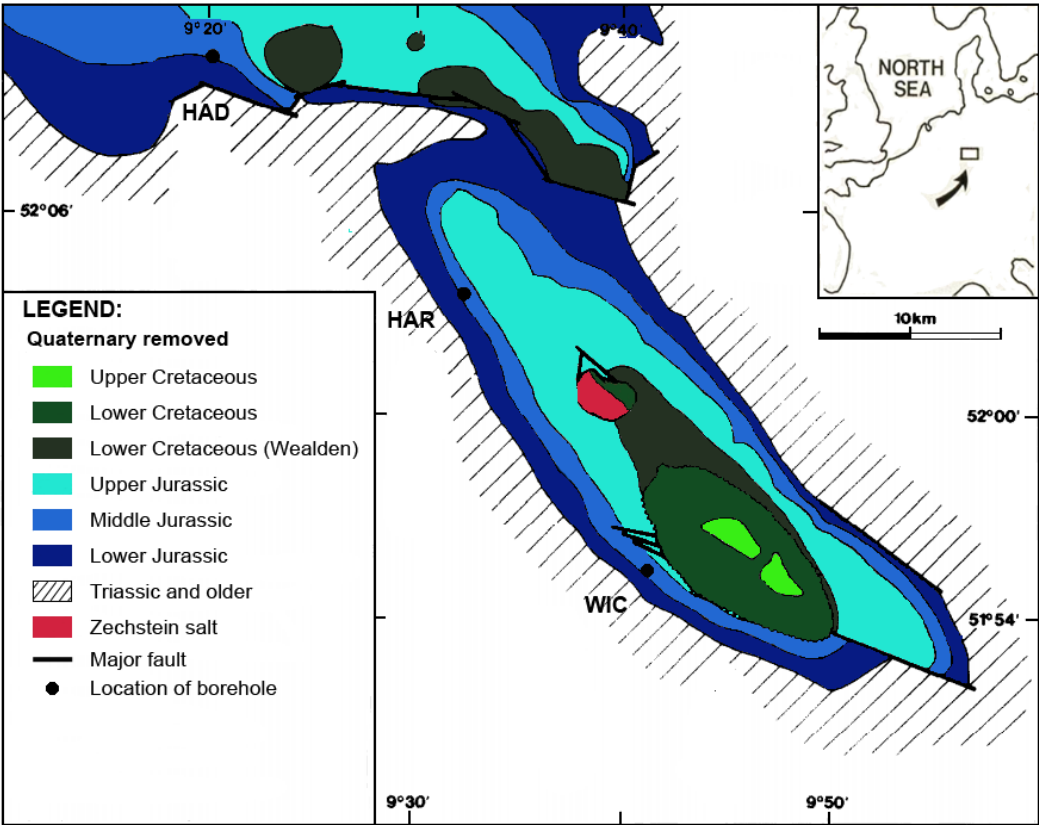 9°20'
9°40'
NORTH
SEA
HAD
52°06'
LEGEND:
Quaternary removed
Upper Cretaceous
Lower Cretaceous
Lower Cretaceous (Wealden)
Upper Jurassic
Middle Jurassic
Lower Jurassic
Triassic and older
Zechstein salt
Major fault
Location of borehole
HAR
10km
52°00'
WIC
51°54'
9°30'
9°50'